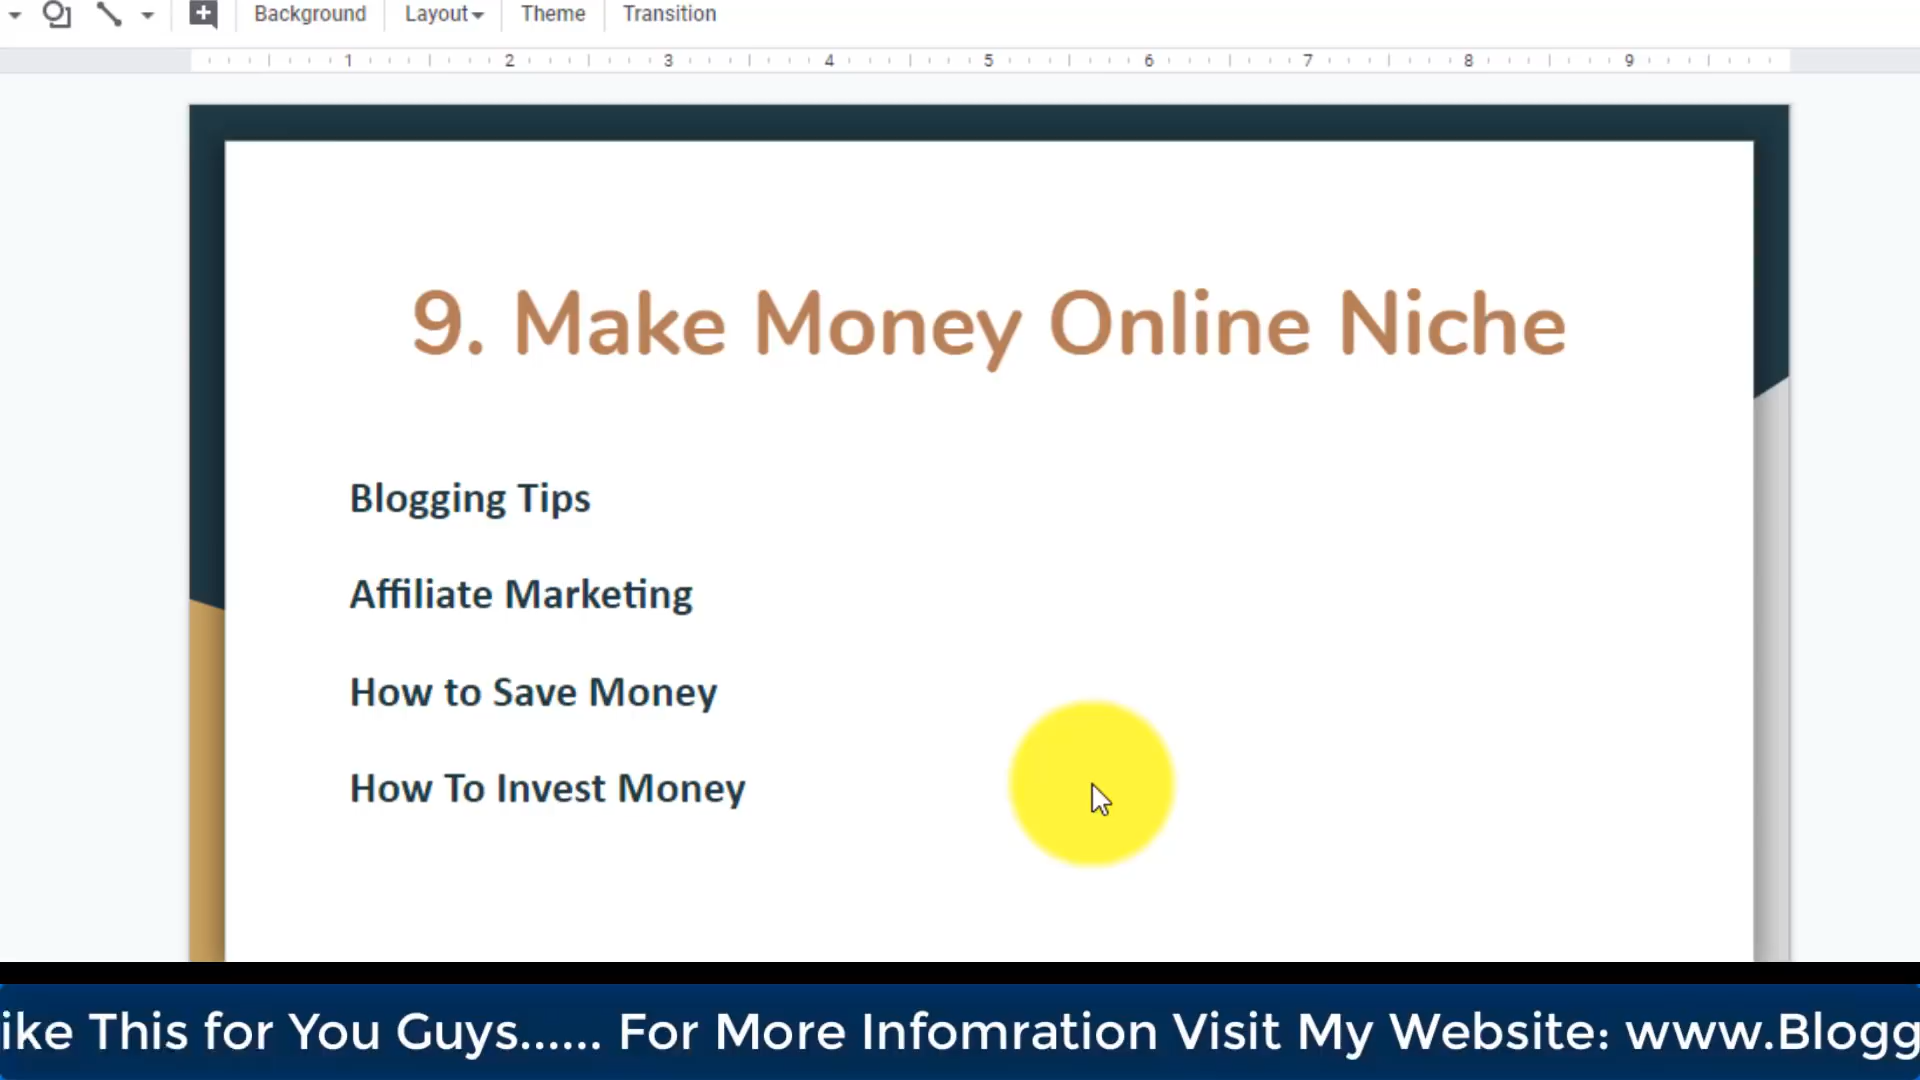 Background Layout Theme Transition
1 2 3 4 5 6 7 8 9
9. Make Money Online Niche
Blogging Tips
Affiliate Marketing
How to Save Money
How To Invest Money
ike This for You Guys...... For More Infomration Visit My Website: www.Blogg